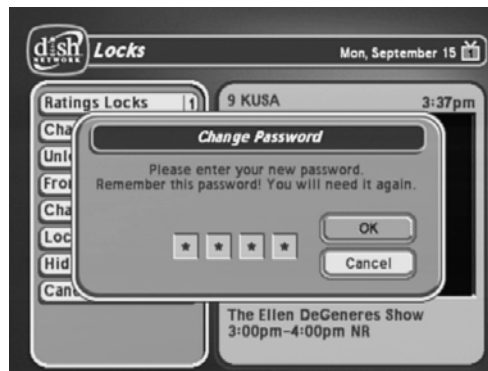 dish
NETWORK
Locks
Mon, September 15
1
Ratings Locks 1
9 KUSA 3:37pm
Cha
Unl
Fro
Cha
Loc
Hid
Can
Change Password
Please enter your new password.
Remember this password! You will need it again.
* * * *
OK
Cancel
The Ellen DeGeneres Show
3:00pm-4:00pm NR